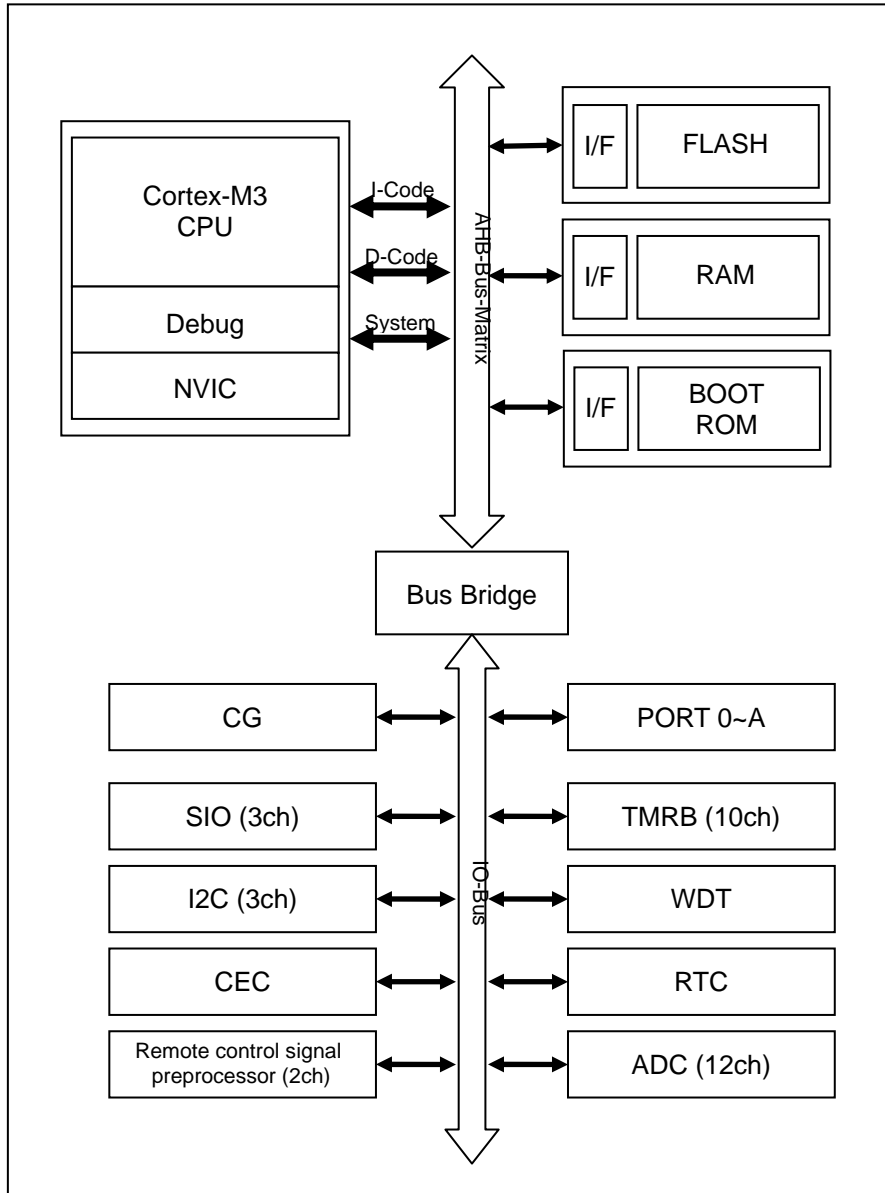 Cortex-M3
CPU
Debug
NVIC
I-Code
D-Code
System
AHB-Bus-Matrix
I/F
FLASH
I/F
RAM
I/F
BOOT
ROM
Bus Bridge
CG
SIO (3ch)
I2C (3ch)
CEC
Remote control signal
preprocessor (2ch)
IO-Bus
PORT 0~A
TMRB (10ch)
WDT
RTC
ADC (12ch)